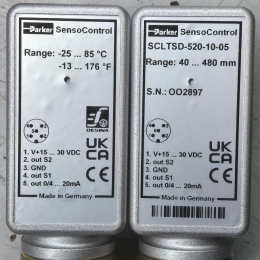 Parker SensoControl
Range: -25 ... 85 °C
-13 ... 176 °F
DESINA
1. V+15 ... 30 VDC
2. out S2
3. GND
4. out S1
5. out 0/4 ... 20mA
UK
CA
CE
Made in Germany
Parker SensoControl
SCLTSD-520-10-05
Range: 40 ... 480 mm
S.N.: OO2897
1. V+15 ... 30 VDC
2. out S2
3. GND
4. out S1
5. out 0/4 ... 20mA
UK
CA
CE
Made in Germany